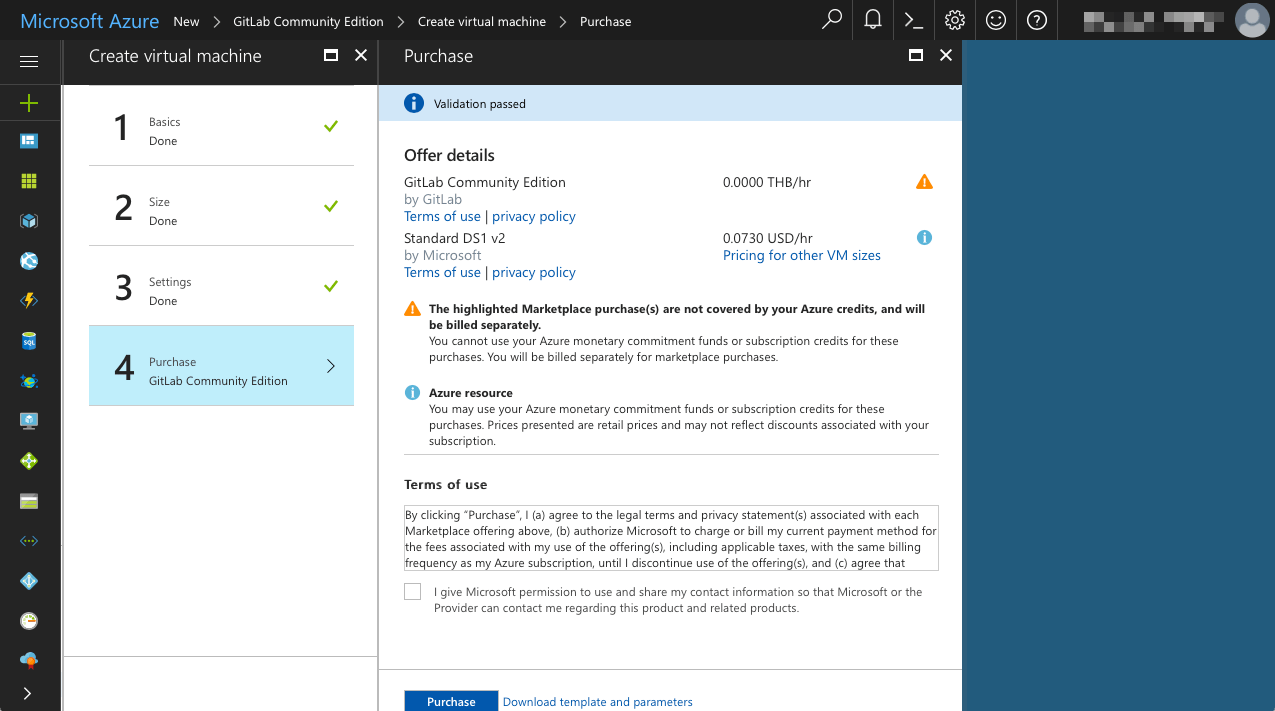 Microsoft Azure New > GitLab Community Edition > Create virtual machine > Purchase
Create virtual machine
1 Basics
Done
2 Size
Done
3 Settings
Done
4 Purchase
GitLab Community Edition
SQL
Purchase
Validation passed
Offer details
GitLab Community Edition 0.0000 THB/hr
by GitLab
Terms of use | privacy policy
Standard DS1 v2 0.0730 USD/hr
by Microsoft Pricing for other VM sizes
Terms of use | privacy policy
The highlighted Marketplace purchase(s) are not covered by your Azure credits, and will
be billed separately.
You cannot use your Azure monetary commitment funds or subscription credits for these
purchases. You will be billed separately for marketplace purchases.
Azure resource
You may use your Azure monetary commitment funds or subscription credits for these
purchases. Prices presented are retail prices and may not reflect discounts associated with your
subscription.
Terms of use
By clicking “Purchase”, I (a) agree to the legal terms and privacy statement(s) associated with each
Marketplace offering above, (b) authorize Microsoft to charge or bill my current payment method for
the fees associated with my use of the offering(s), including applicable taxes, with the same billing
frequency as my Azure subscription, until I discontinue use of the offering(s), and (c) agree that
I give Microsoft permission to use and share my contact information so that Microsoft or the
Provider can contact me regarding this product and related products.
Purchase Download template and parameters